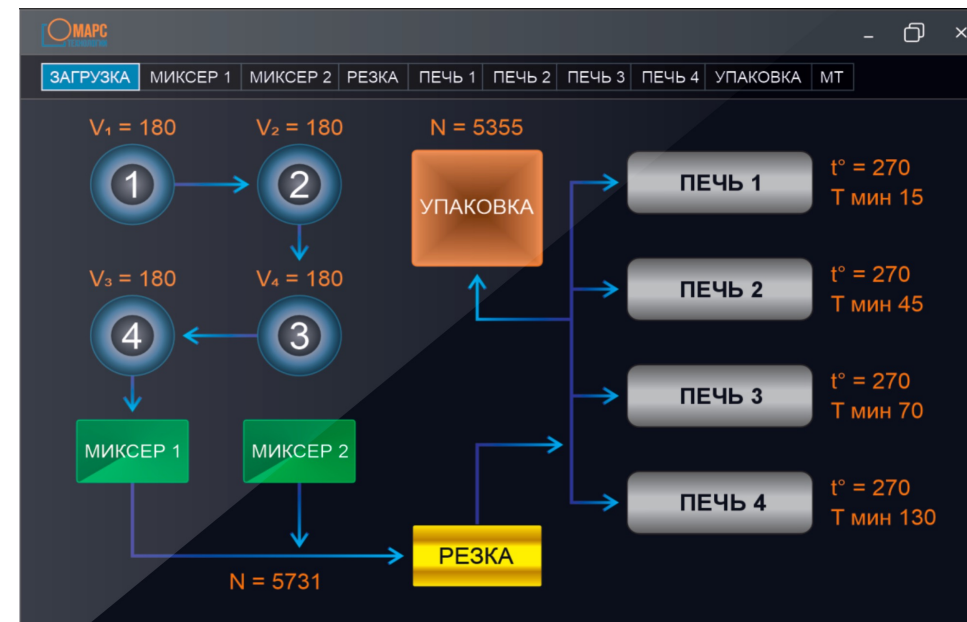 МАРС
ТЕХНОЛОГИИ
ЗАГРУЗКА МИКСЕР 1 МИКСЕР 2 РЕЗКА ПЕЧЬ 1 ПЕЧЬ 2 ПЕЧЬ 3 ПЕЧЬ 4 УПАКОВКА МТ
V₁ = 180 V₂ = 180 N = 5355
1 2 УПАКОВКА ПЕЧЬ 1 t° = 270
Т мин 15
V₃ = 180 V₄ = 180 ПЕЧЬ 2 t° = 270
Т мин 45
4 3
ПЕЧЬ 3 t° = 270
Т мин 70
МИКСЕР 1 МИКСЕР 2
ПЕЧЬ 4 t° = 270
Т мин 130
РЕЗКА
N = 5731